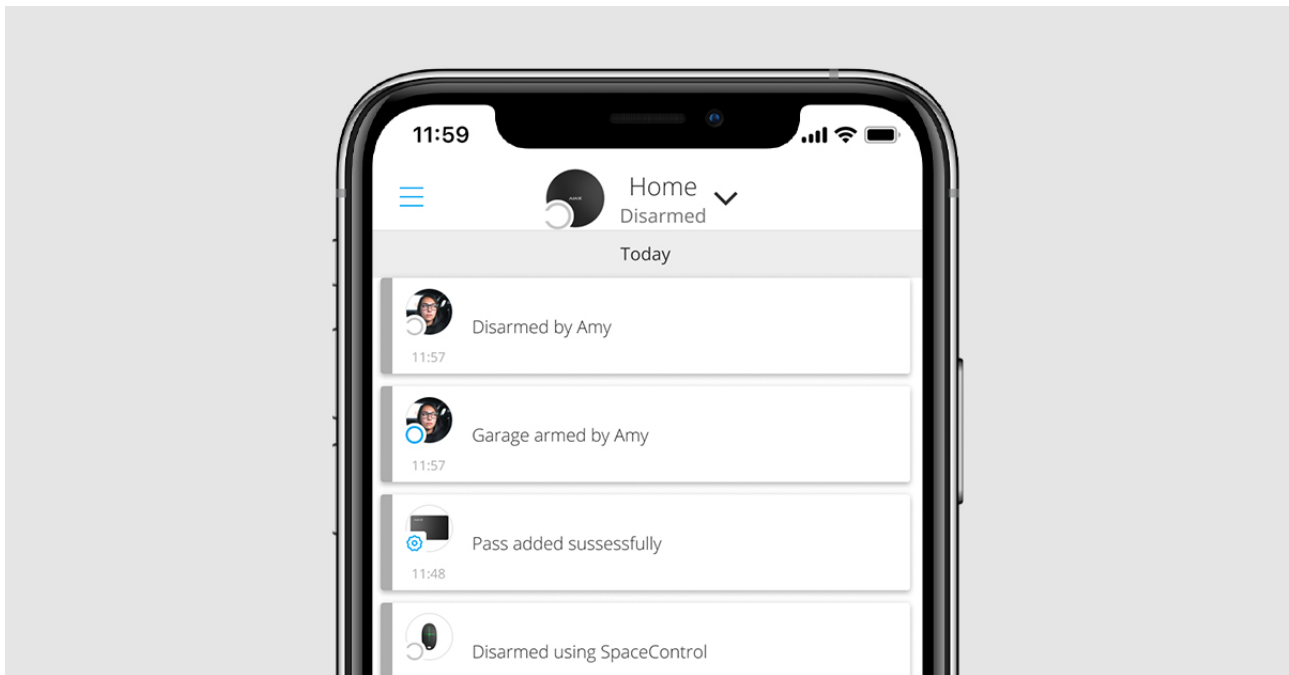 11:59
Home
Disarmed
Today
Disarmed by Amy
11:57
Garage armed by Amy
11:57
Pass added sussessfully
11:48
Disarmed using SpaceControl